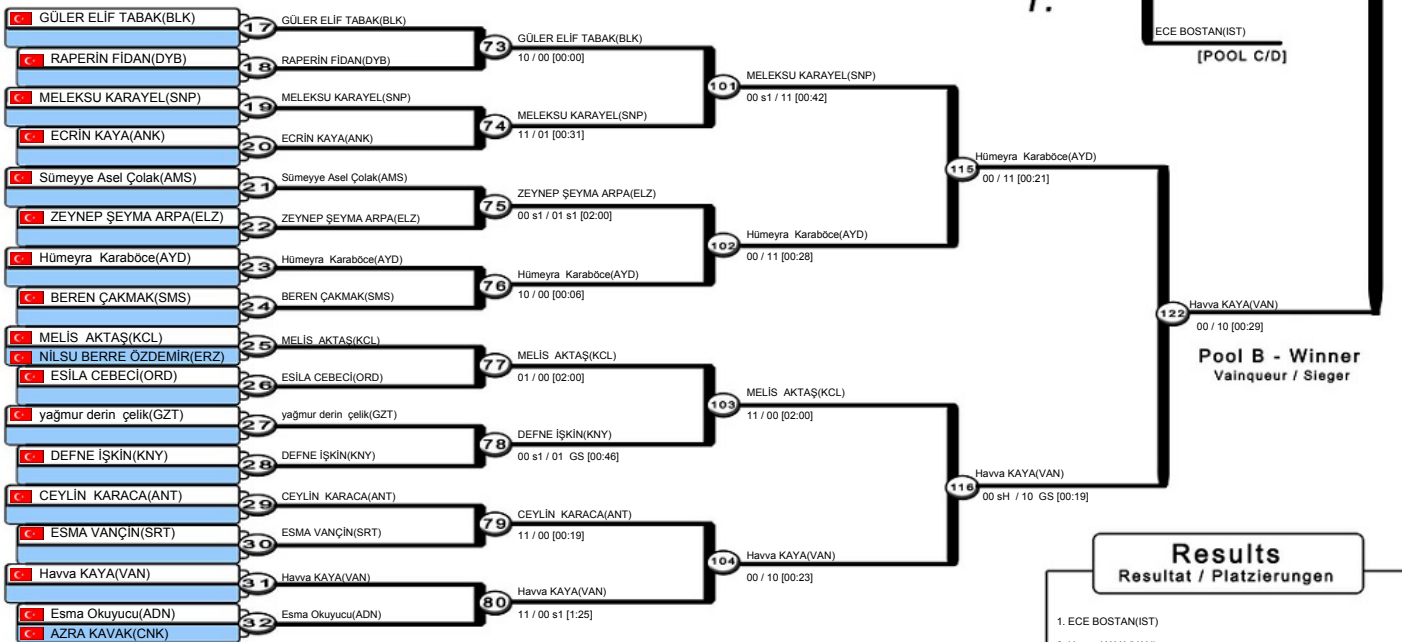 1.
ECE BOSTAN(IST)
[POOL C/D]
GÜLER ELİF TABAK(BLK)
17
GÜLER ELİF TABAK(BLK)
73
GÜLER ELİF TABAK(BLK)
10 / 00 [00:00]
RAPERİN FİDAN(DYB)
18
RAPERİN FİDAN(DYB)
101
MELEKSU KARAYEL(SNP)
00 s1 / 11 [00:42]
MELEKSU KARAYEL(SNP)
19
MELEKSU KARAYEL(SNP)
74
MELEKSU KARAYEL(SNP)
11 / 01 [00:31]
ECRİN KAYA(ANK)
20
ECRİN KAYA(ANK)
115
Hümeyra Karaböce(AYD)
00 / 11 [00:21]
Sümeyye Asel Çolak(AMS)
21
Sümeyye Asel Çolak(AMS)
75
ZEYNEP ŞEYMA ARPA(ELZ)
00 s1 / 01 s1 [02:00]
ZEYNEP ŞEYMA ARPA(ELZ)
22
ZEYNEP ŞEYMA ARPA(ELZ)
102
Hümeyra Karaböce(AYD)
00 / 11 [00:28]
Hümeyra Karaböce(AYD)
23
Hümeyra Karaböce(AYD)
76
Hümeyra Karaböce(AYD)
10 / 00 [00:06]
BEREN ÇAKMAK(SMS)
24
BEREN ÇAKMAK(SMS)
122
Havva KAYA(VAN)
00 / 10 [00:29]
Pool B - Winner
Vainqueur / Sieger
MELİS AKTAŞ(KCL)
NİLSU BERRE ÖZDEMİR(ERZ)
25
MELİS AKTAŞ(KCL)
77
MELİS AKTAŞ(KCL)
01 / 00 [02:00]
ESİLA CEBECİ(ORD)
26
ESİLA CEBECİ(ORD)
103
MELİS AKTAŞ(KCL)
11 / 00 [02:00]
yağmur derin çelik(GZT)
27
yağmur derin çelik(GZT)
78
DEFNE İŞKİN(KNY)
00 s1 / 01 GS [00:46]
DEFNE İŞKİN(KNY)
28
DEFNE İŞKİN(KNY)
116
Havva KAYA(VAN)
00 sH / 10 GS [00:19]
CEYLİN KARACA(ANT)
29
CEYLİN KARACA(ANT)
79
CEYLİN KARACA(ANT)
11 / 00 [00:19]
ESMA VANÇİN(SRT)
30
ESMA VANÇİN(SRT)
104
Havva KAYA(VAN)
00 / 10 [00:23]
Havva KAYA(VAN)
31
Havva KAYA(VAN)
80
Havva KAYA(VAN)
11 / 00 s1 [1:25]
Esma Okuyucu(ADN)
AZRA KAVAK(CNK)
32
Esma Okuyucu(ADN)
Results
Resultat / Platzierungen
1. ECE BOSTAN(IST)